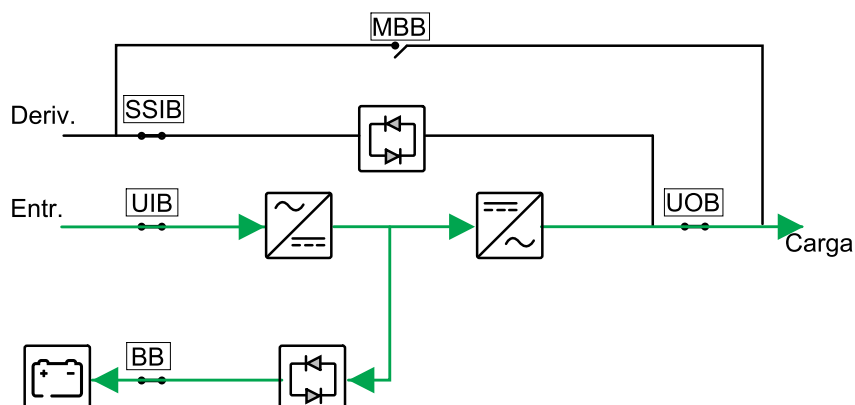 MBB
Deriv.
SSIB
Entr.
UIB
UOB
Carga
BB